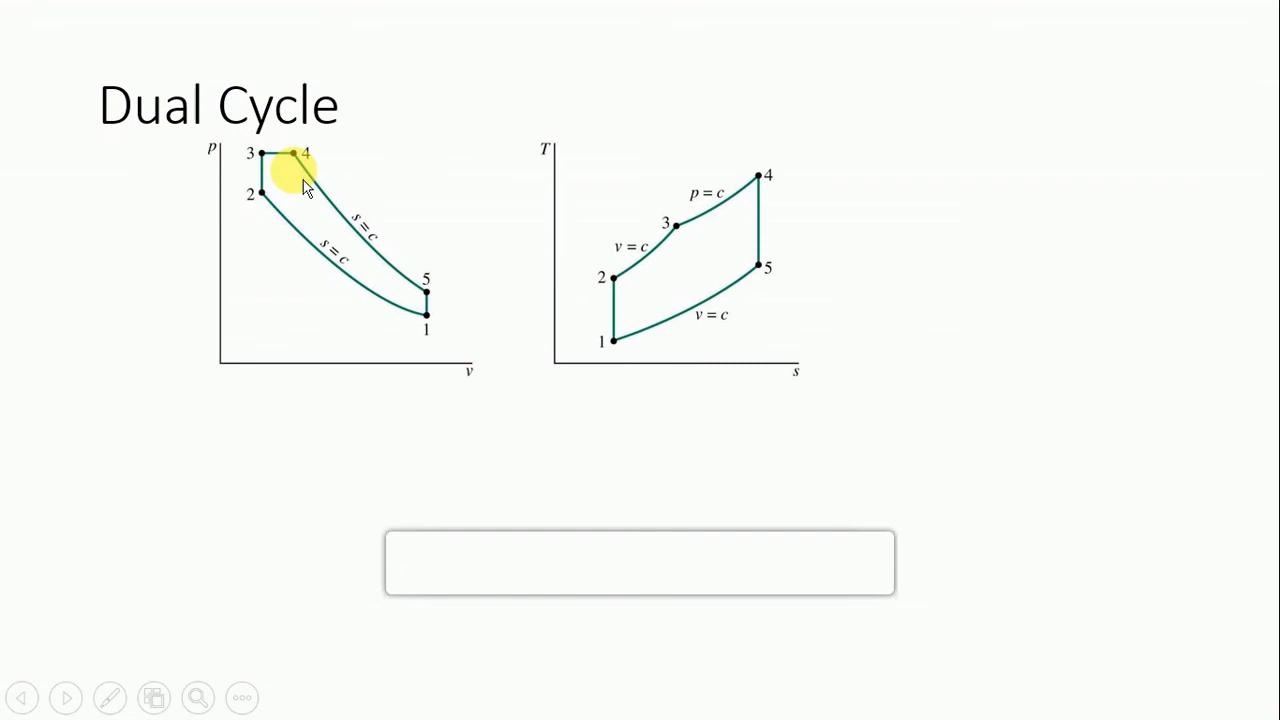 Dual Cycle
p
3
4
2
s = c
s = c
5
1
v
T
4
p = c
3
v = c
2
5
v = c
1
s